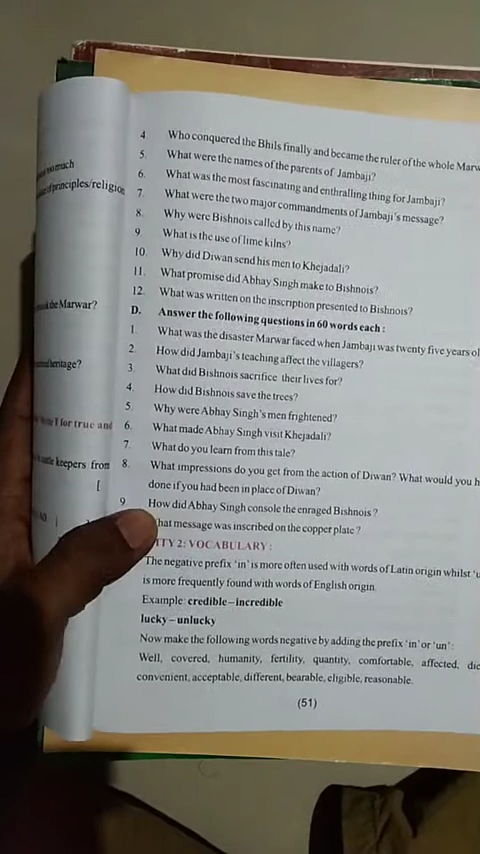 too much
of principles/religion
the Marwar?
heritage?
T for true and
cattle keepers from
[
4. Who conquered the Bhils finally and became the ruler of the whole Marw
5. What were the names of the parents of Jambaji?
6. What was the most fascinating and enthralling thing for Jambaji?
7. What were the two major commandments of Jambaji's message?
8. Why were Bishnois called by this name?
9. What is the use of lime kilns?
10. Why did Diwan send his men to Khejadali?
11. What promise did Abhay Singh make to Bishnois?
12. What was written on the inscription presented to Bishnois?
D. Answer the following questions in 60 words each :
1. What was the disaster Marwar faced when Jambaji was twenty five years ol
2. How did Jambaji's teaching affect the villagers?
3. What did Bishnois sacrifice their lives for?
4. How did Bishnois save the trees?
5. Why were Abhay Singh's men frightened?
6. What made Abhay Singh visit Khejadali?
7. What do you learn from this tale?
8. What impressions do you get from the action of Diwan? What would you h
done if you had been in place of Diwan?
9. How did Abhay Singh console the enraged Bishnois ?
hat message was inscribed on the copper plate ?
ITY 2: VOCABULARY :
The negative prefix 'in' is more often used with words of Latin origin whilst 'u
is more frequently found with words of English origin.
Example: credible – incredible
lucky – unlucky
Now make the following words negative by adding the prefix 'in' or 'un':
Well, covered, humanity, fertility, quantity, comfortable, affected, die
convenient, acceptable, different, bearable, eligible, reasonable.
(51)